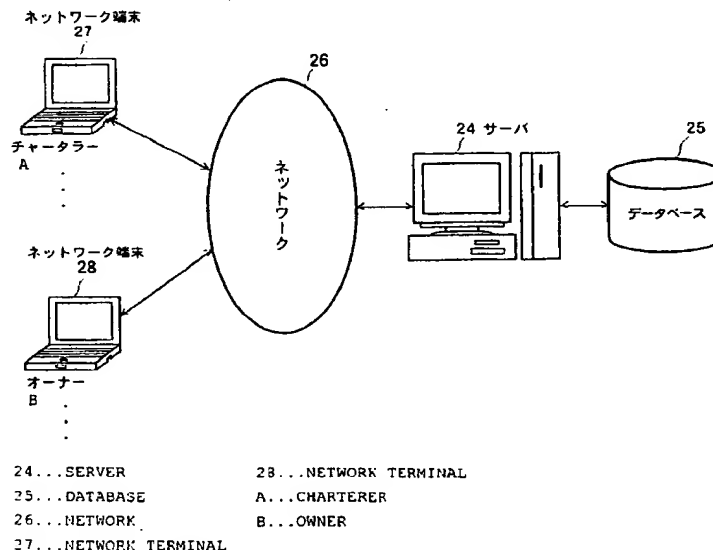 ネットワーク端末
27
チャータラー
A
26
ネットワーク
24 サーバ
25
データベース
ネットワーク端末
28
オーナー
B
24...SERVER
25...DATABASE
26...NETWORK
27...NETWORK TERMINAL
28...NETWORK TERMINAL
A...CHARTERER
B...OWNER